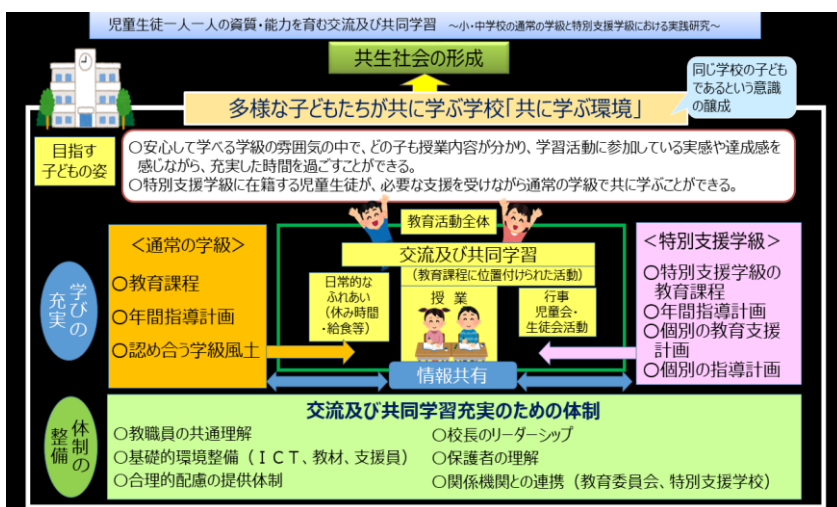 児童生徒一人一人の資質・能力を育む交流及び共同学習 ～小・中学校の通常の学級と特別支援学級における実践研究～
共生社会の形成
同じ学校の子ども
であるという意識
の醸成
多様な子どもたちが共に学ぶ学校「共に学ぶ環境」
目指す
子どもの姿
○安心して学べる学級の雰囲気の中で、どの子も授業内容が分かり、学習活動に参加している実感や達成感を
感じながら、充実した時間を過ごすことができる。
○特別支援学級に在籍する児童生徒が、必要な支援を受けながら通常の学級で共に学ぶことができる。
学びの
充実
＜通常の学級＞
○教育課程
○年間指導計画
○認め合う学級風土
教育活動全体
交流及び共同学習
（教育課程に位置付けられた活動）
日常的な
ふれあい
（休み時間
・給食等）
授 業
行事
児童会・
生徒会活動
情報共有
＜特別支援学級＞
○特別支援学級の
教育課程
○年間指導計画
○個別の教育支援
計画
○個別の指導計画
体制の
整備
交流及び共同学習充実のための体制
○教職員の共通理解
○基礎的環境整備（ＩＣＴ、教材、支援員）
○合理的配慮の提供体制
○校長のリーダーシップ
○保護者の理解
○関係機関との連携（教育委員会、特別支援学校）